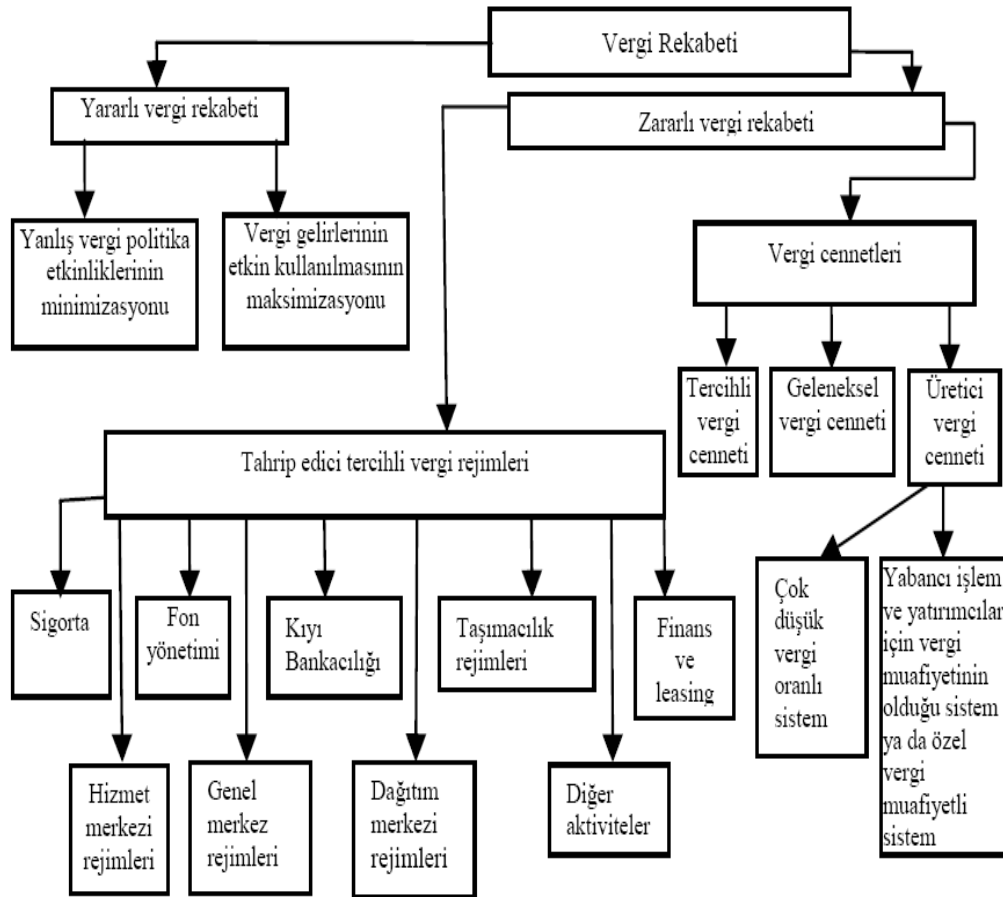 Vergi Rekabeti
Yararlı vergi rekabeti
Zararlı vergi rekabeti
Yanlış vergi politika
etkinliklerinin
minimizasyonu
Vergi gelirlerinin
etkin kullanılmasının
maksimizasyonu
Vergi cennetleri
Tercihli
vergi
cenneti
Geleneksel
vergi cenneti
Üretici
vergi
cenneti
Tahrip edici tercihli vergi rejimleri
Sigorta
Fon
yönetimi
Kıyı
Bankacılığı
Taşımacılık
rejimleri
Finans
ve
leasing
Çok
düşük
vergi
oranlı
sistem
Yabancı işlem
ve yatırımcılar
için vergi
muafiyetinin
olduğu sistem
ya da özel
vergi
muafiyetli
sistem
Hizmet
merkezi
rejimleri
Genel
merkez
rejimleri
Dağıtım
merkezi
rejimleri
Diğer
aktiviteler